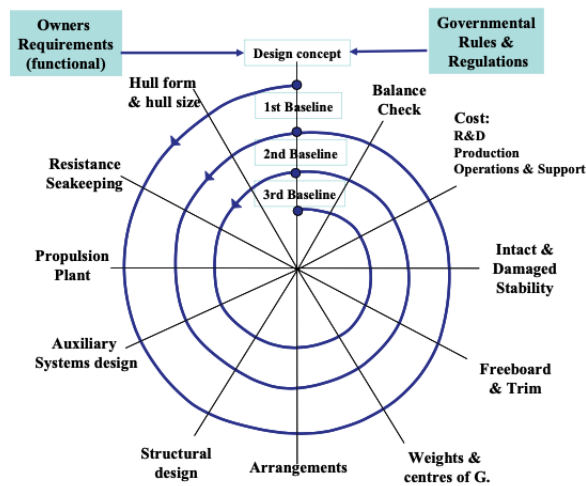 Owners
Requirements
(functional)
Design concept
Governmental
Rules &
Regulations
Hull form
& hull size
1st Baseline
Balance
Check
Cost:
R&D
Production
Operations & Support
2nd Baseline
Resistance
Seakeeping
3rd Baseline
Propulsion
Plant
Intact &
Damaged
Stability
Auxiliary
Systems design
Freeboard
& Trim
Structural
design
Arrangements
Weights &
centres of G.